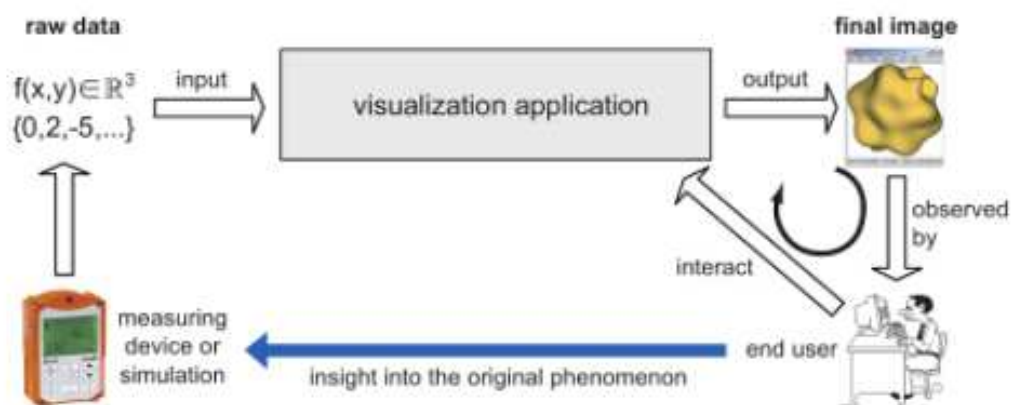 raw data
final image
f(x,y)∈ℝ³
{0,2,-5,...}
input
visualization application
output
observed
by
interact
measuring
device or
simulation
end user
insight into the original phenomenon